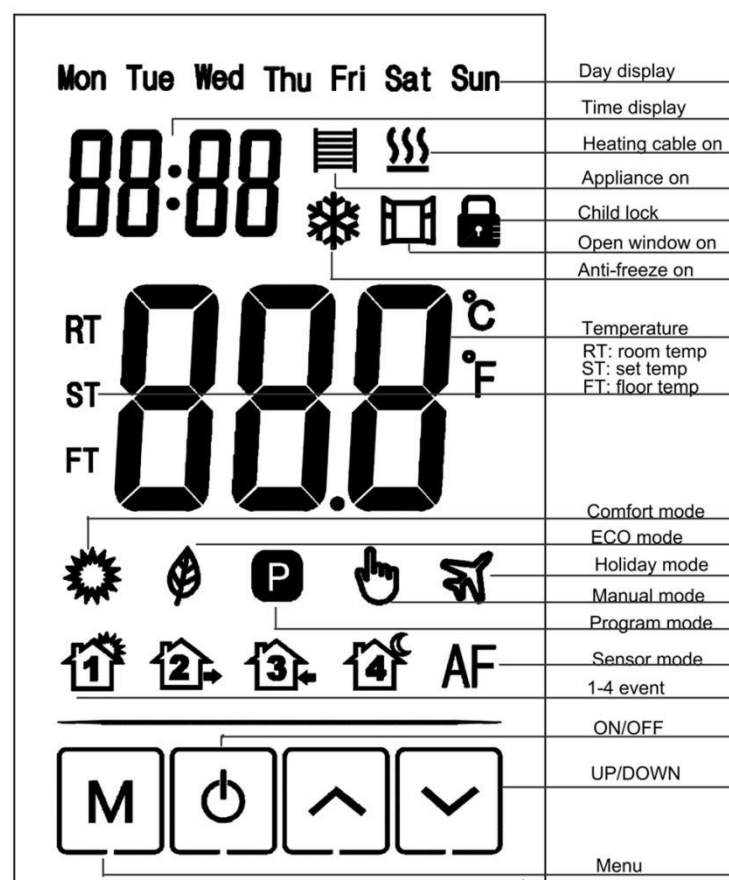 Mon Tue Wed Thu Fri Sat Sun
Day display
Time display
88:88
Heating cable on
Appliance on
Child lock
Open window on
Anti-freeze on
RT
ST
FT
88.8
°C
°F
Temperature
RT: room temp
ST: set temp
FT: floor temp
Comfort mode
ECO mode
P
Holiday mode
Manual mode
Program mode
1 2 3 4 AF
Sensor mode
1-4 event
ON/OFF
M
UP/DOWN
Menu